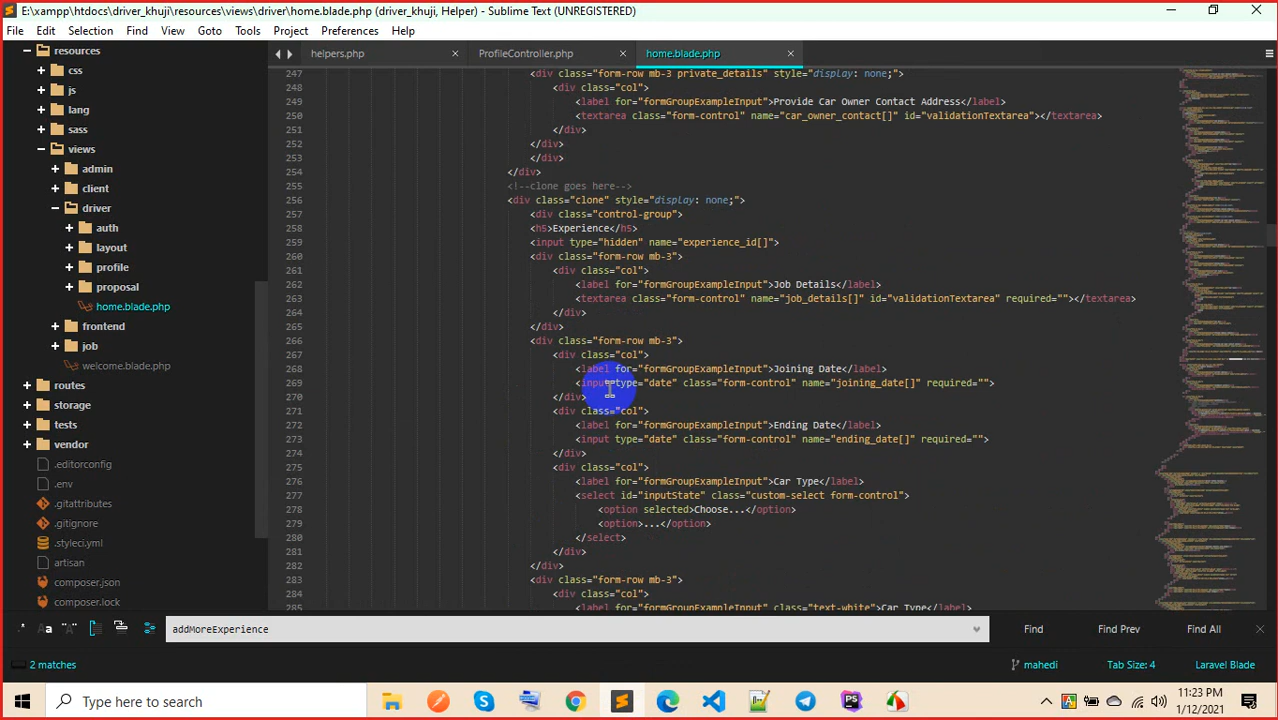 E:\xampp\htdocs\driver_khuji\resources\views\driver\home.blade.php (driver_khuji, Helper) - Sublime Text (UNREGISTERED)
File Edit Selection Find View Goto Tools Project Preferences Help
resources
css
js
lang
sass
views
admin
client
driver
auth
layout
profile
proposal
home.blade.php
frontend
job
welcome.blade.php
routes
storage
tests
vendor
.editorconfig
.env
.gitattributes
.gitignore
.styleci.yml
artisan
composer.json
composer.lock
helpers.php × ProfileController.php × home.blade.php ×
247 <div class="form-row mb-3 private_details" style="display: none;">
248 <div class="col">
249 <label for="formGroupExampleInput">Provide Car Owner Contact Address</label>
250 <textarea class="form-control" name="car_owner_contact[]" id="validationTextarea"></textarea>
251 </div>
252 </div>
253 </div>
254 </div>
255 <!--clone goes here-->
256 <div class="clone" style="display: none;">
257 <div class="control-group">
258 <h5>Experience</h5>
259 <input type="hidden" name="experience_id[]">
260 <div class="form-row mb-3">
261 <div class="col">
262 <label for="formGroupExampleInput">Job Details</label>
263 <textarea class="form-control" name="job_details[]" id="validationTextarea" required=""></textarea>
264 </div>
265 </div>
266 <div class="form-row mb-3">
267 <div class="col">
268 <label for="formGroupExampleInput">Joining Date</label>
269 <input type="date" class="form-control" name="joining_date[]" required="">
270 </div>
271 <div class="col">
272 <label for="formGroupExampleInput">Ending Date</label>
273 <input type="date" class="form-control" name="ending_date[]" required="">
274 </div>
275 <div class="col">
276 <label for="formGroupExampleInput">Car Type</label>
277 <select id="inputState" class="custom-select form-control">
278 <option selected>Choose...</option>
279 <option>...</option>
280 </select>
281 </div>
282 </div>
283 <div class="form-row mb-3">
284 <div class="col">
285 <label for="formGroupExampleInput" class="text-white">Car Type</label>
.* Aa "" addMoreExperience Find Find Prev Find All ×
2 matches mahedi Tab Size: 4 Laravel Blade
Type here to search
11:23 PM
1/12/2021